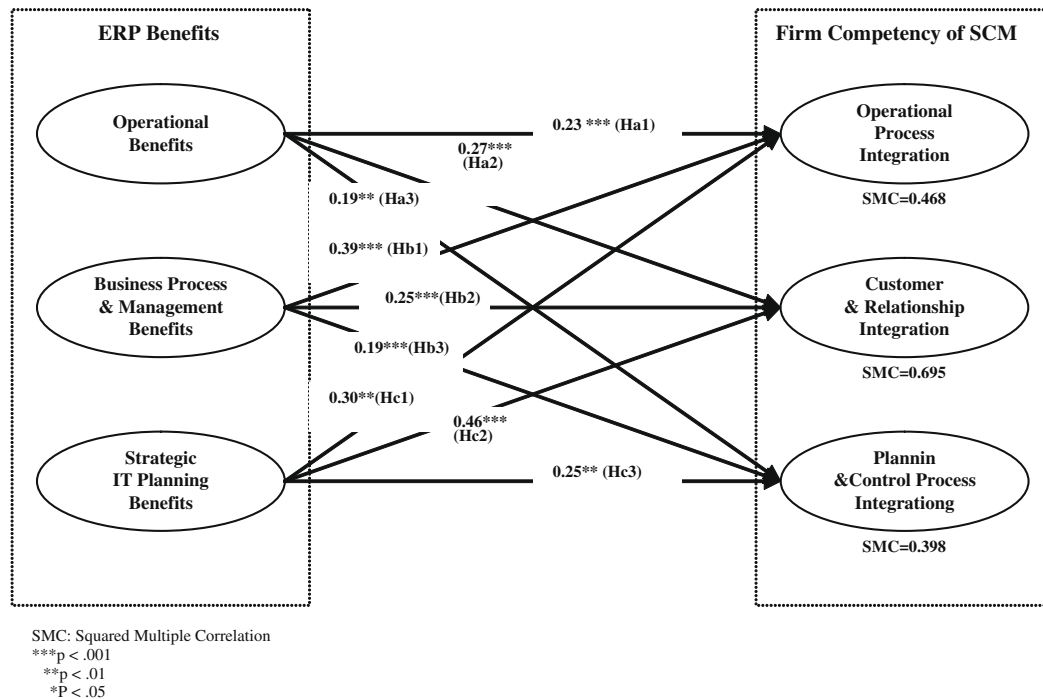 ERP Benefits
Firm Competency of SCM
Operational
Benefits
0.23 *** (Ha1)
0.27***
(Ha2)
Operational
Process
Integration
0.19** (Ha3)
SMC=0.468
0.39*** (Hb1)
Business Process
& Management
Benefits
0.25***(Hb2)
Customer
& Relationship
Integration
0.19***(Hb3)
SMC=0.695
0.30**(Hc1)
0.46***
(Hc2)
Strategic
IT Planning
Benefits
0.25** (Hc3)
Plannin
&Control Process
Integrationg
SMC=0.398
SMC: Squared Multiple Correlation
***p < .001
**p < .01
*P < .05